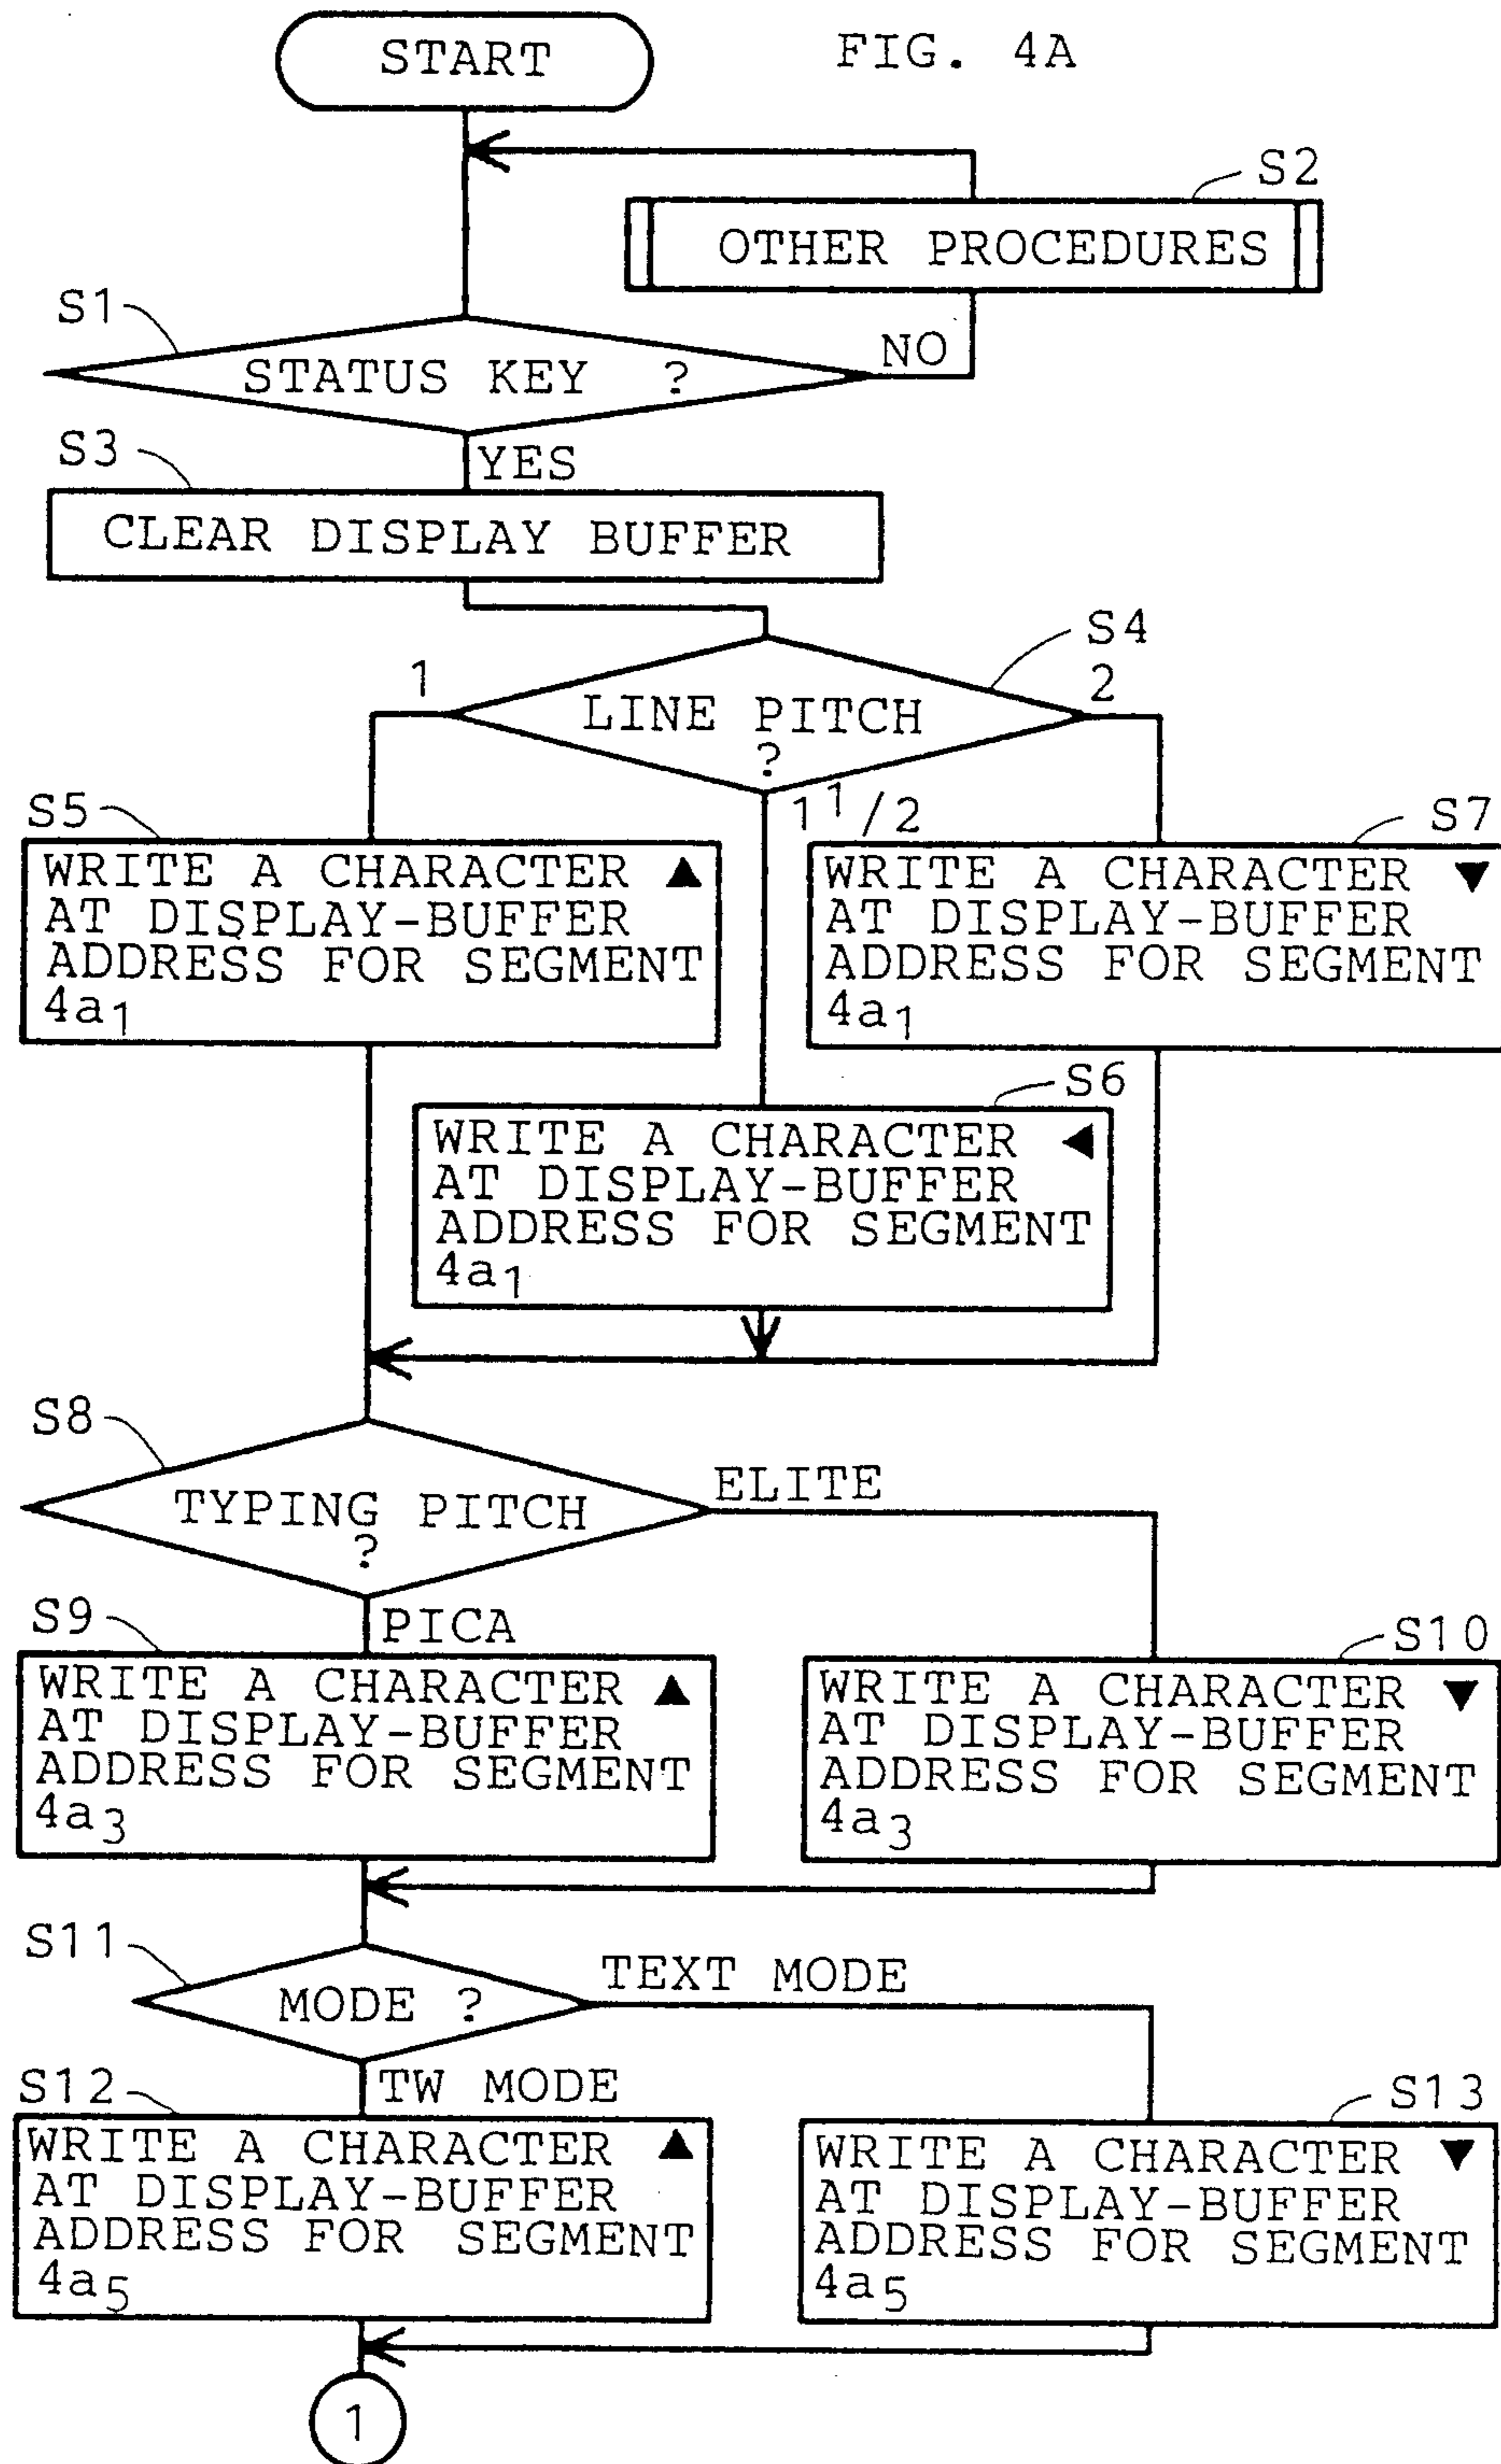 START
FIG. 4A
S2
OTHER PROCEDURES
S1
NO
STATUS KEY ?
S3
YES
CLEAR DISPLAY BUFFER
S4
1
2
LINE PITCH
?
1 1/2
S5
WRITE A CHARACTER ▲
AT DISPLAY-BUFFER
ADDRESS FOR SEGMENT
4a1
S7
WRITE A CHARACTER ▼
AT DISPLAY-BUFFER
ADDRESS FOR SEGMENT
4a1
S6
WRITE A CHARACTER ◀
AT DISPLAY-BUFFER
ADDRESS FOR SEGMENT
4a1
S8
TYPING PITCH
?
ELITE
PICA
S9
WRITE A CHARACTER ▲
AT DISPLAY-BUFFER
ADDRESS FOR SEGMENT
4a3
S10
WRITE A CHARACTER ▼
AT DISPLAY-BUFFER
ADDRESS FOR SEGMENT
4a3
S11
MODE ?
TEXT MODE
TW MODE
S12
WRITE A CHARACTER ▲
AT DISPLAY-BUFFER
ADDRESS FOR SEGMENT
4a5
S13
WRITE A CHARACTER ▼
AT DISPLAY-BUFFER
ADDRESS FOR SEGMENT
4a5
1